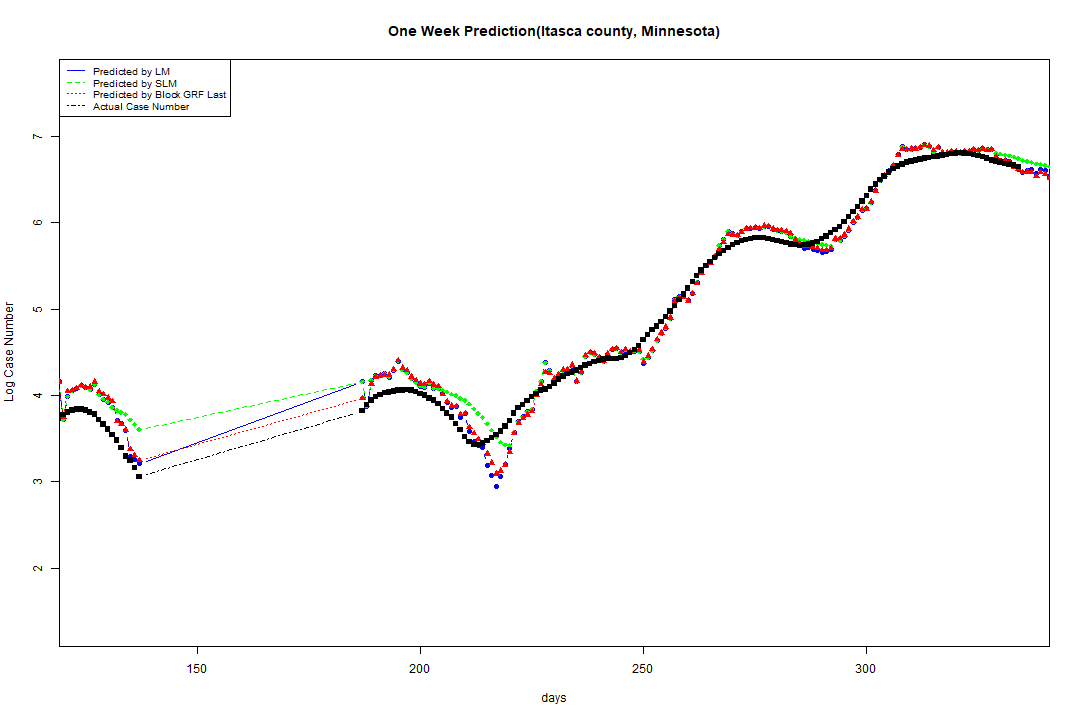 One Week Prediction(Itasca county, Minnesota)
Predicted by LM
Predicted by SLM
Predicted by Block GRF Last
Actual Case Number
7
6
5
4
3
2
Log Case Number
150 200 250 300
days